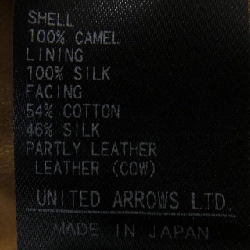 SHELL
100% CAMEL
LINING
100% SILK
FACING
54% COTTON
46% SILK
PARTLY LEATHER
LEATHER (COW)
UNITED ARROWS LTD.
MADE IN JAPAN